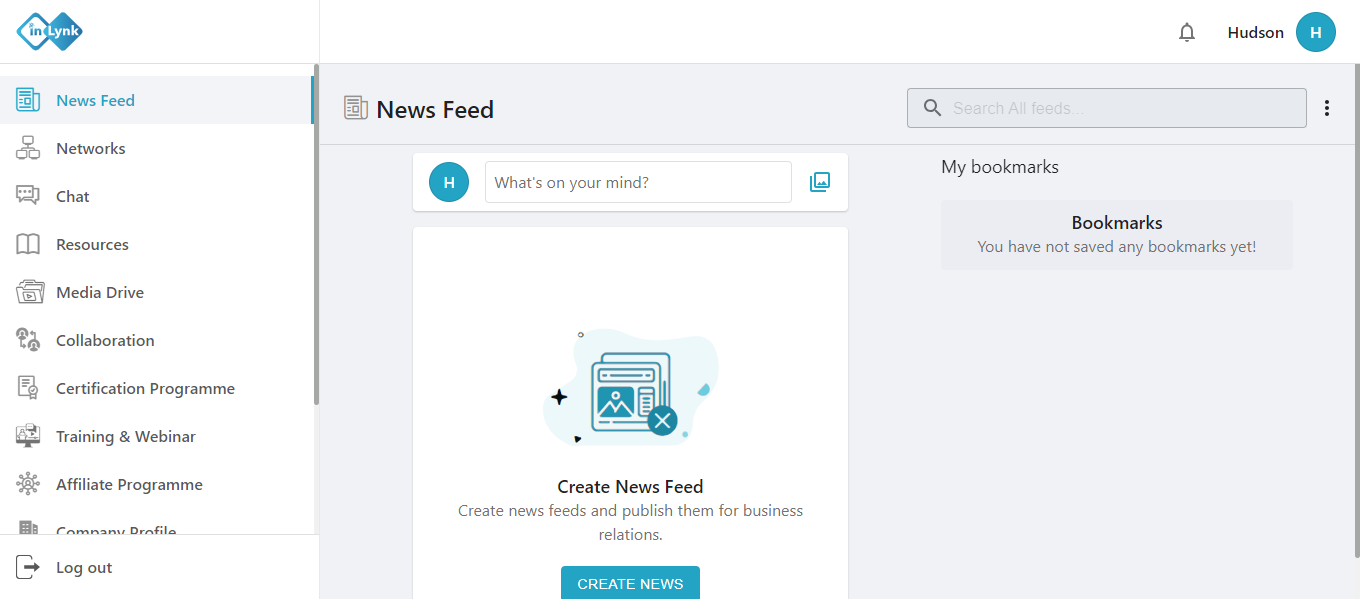 inLynk
Hudson
H
News Feed
Networks
Chat
Resources
Media Drive
Collaboration
Certification Programme
Training & Webinar
Affiliate Programme
Company Profile
Log out
News Feed
Search All feeds...
H
What's on your mind?
Create News Feed
Create news feeds and publish them for business
relations.
CREATE NEWS
My bookmarks
Bookmarks
You have not saved any bookmarks yet!